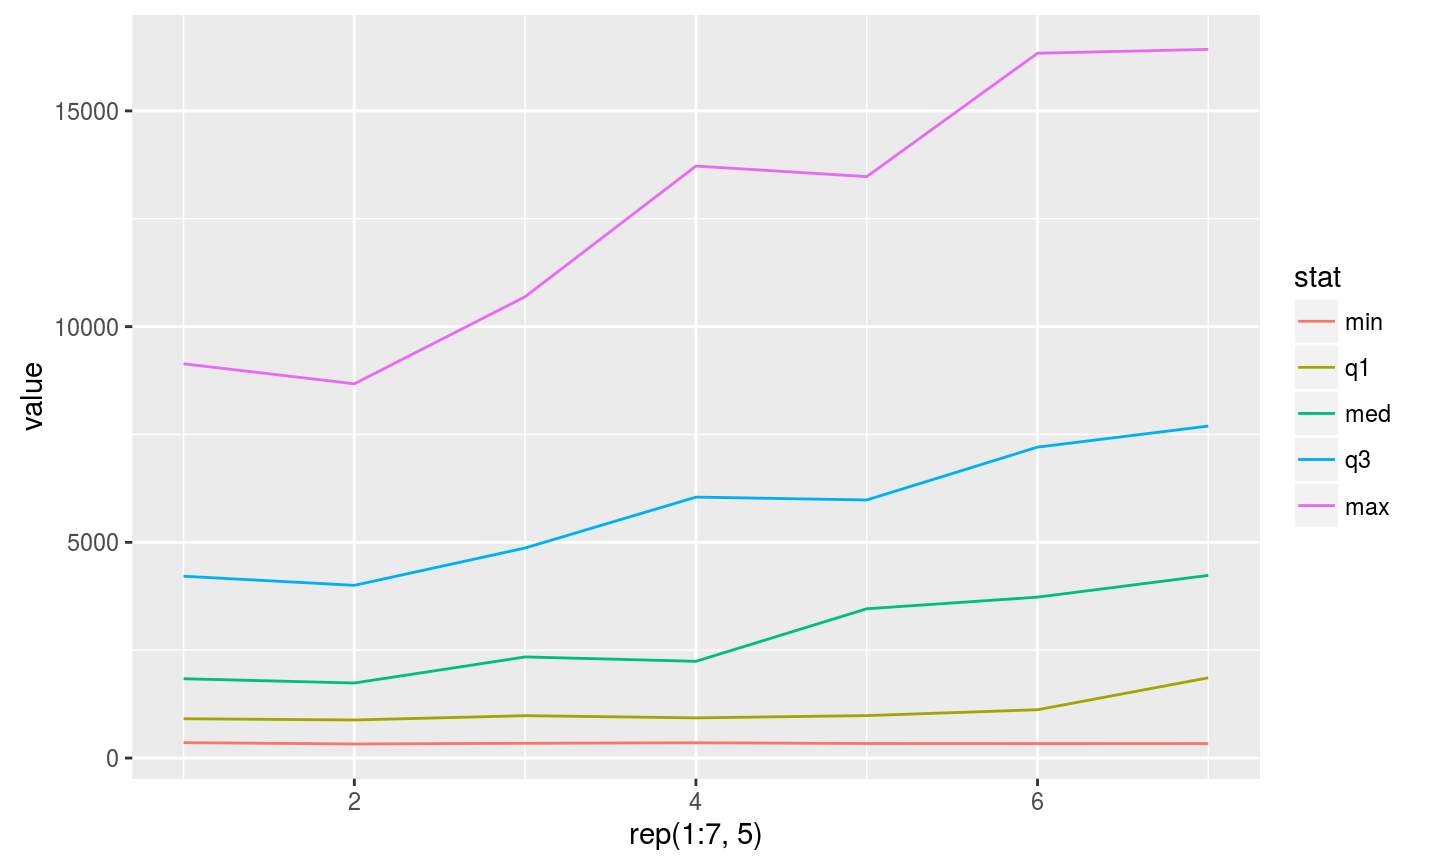 15000
10000
5000
0
value
2
4
6
rep(1:7, 5)
stat
min
q1
med
q3
max